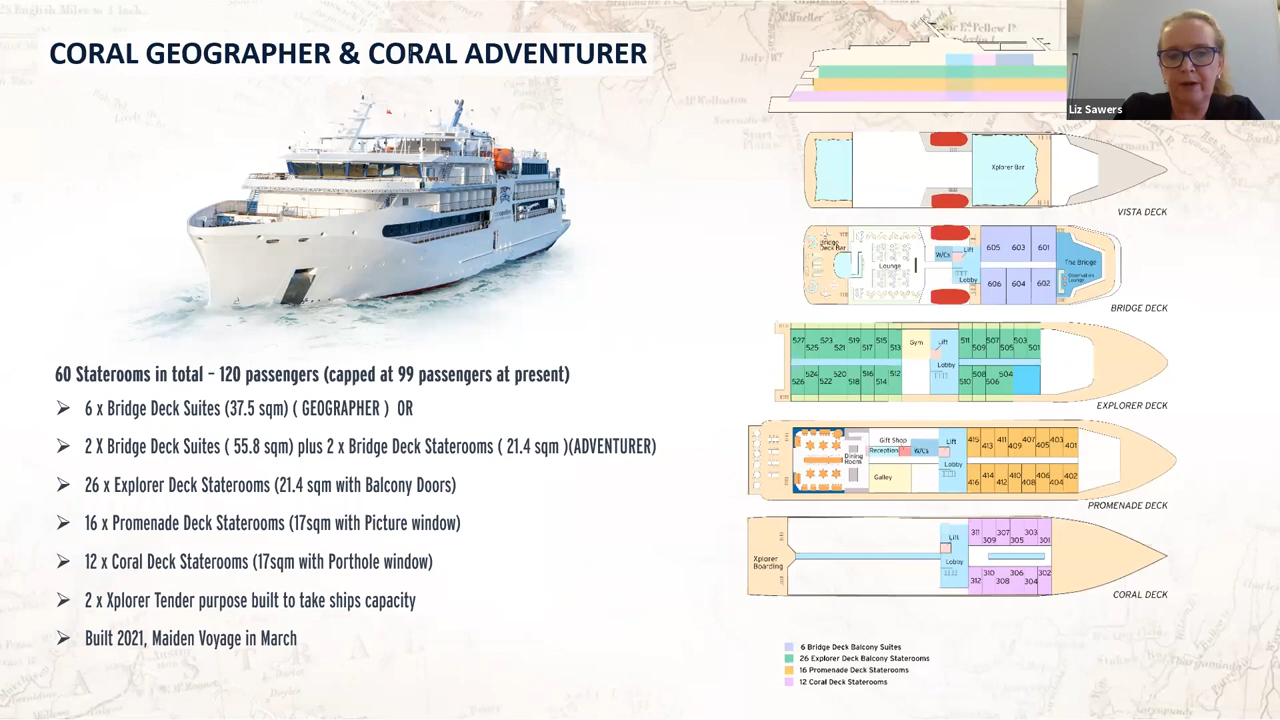 CORAL GEOGRAPHER & CORAL ADVENTURER
Liz Sawers
60 Staterooms in total – 120 passengers (capped at 99 passengers at present)
6 x Bridge Deck Suites (37.5 sqm) ( GEOGRAPHER ) OR
2 X Bridge Deck Suites ( 55.8 sqm) plus 2 x Bridge Deck Staterooms ( 21.4 sqm )(ADVENTURER)
26 x Explorer Deck Staterooms (21.4 sqm with Balcony Doors)
16 x Promenade Deck Staterooms (17sqm with Picture window)
12 x Coral Deck Staterooms (17sqm with Porthole window)
2 x Xplorer Tender purpose built to take ships capacity
Built 2021, Maiden Voyage in March
Xplorer Bar
VISTA DECK
Bridge
Deck Bar
Lounge
W/Cs
Lift
Lobby
605 603 601
606 604 602
The Bridge
Observation
Lounge
BRIDGE DECK
527 523 519 515
525 521 517 513
Gym
Lift
Lobby
511 507 503
509 505 501
524 520 516 512
526 522 518 514
508 504
510 506
EXPLORER DECK
Dining
Room
Gift Shop
Reception
W/Cs
Galley
Lift
Lobby
415 411 407 403
413 409 405 401
414 410 406 402
416 412 408 404
PROMENADE DECK
Xplorer
Boarding
Lift
Lobby
311 307 303
309 305 301
310 306 302
312 308 304
CORAL DECK
6 Bridge Deck Balcony Suites
26 Explorer Deck Balcony Staterooms
16 Promenade Deck Staterooms
12 Coral Deck Staterooms